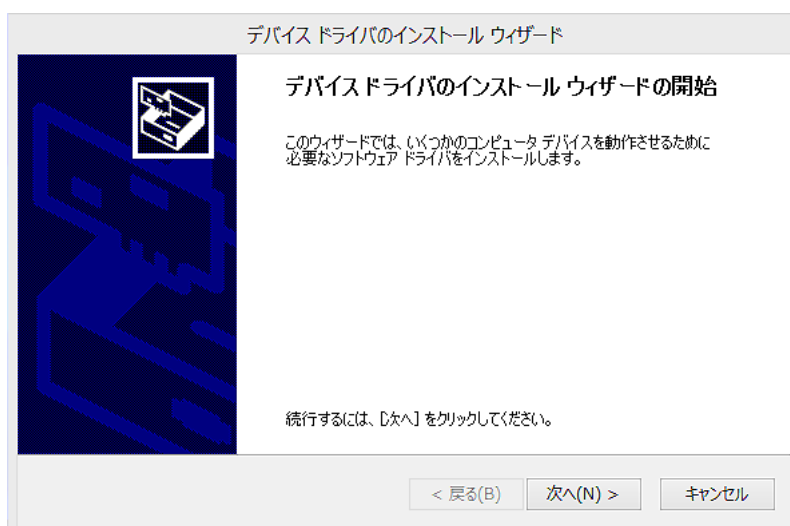 デバイス ドライバのインストール ウィザード
デバイス ドライバのインストール ウィザードの開始
このウィザードでは、いくつかのコンピュータ デバイスを動作させるために
必要なソフトウェア ドライバをインストールします。
続行するには、[次へ] をクリックしてください。
< 戻る(B)
次へ(N) >
キャンセル